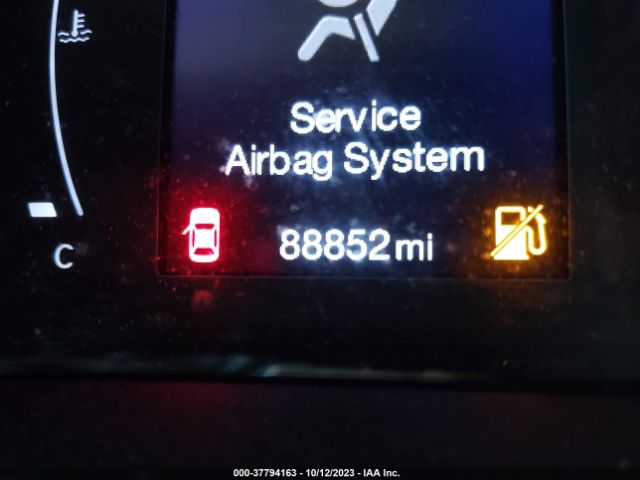 Service
Airbag System
88852 mi
C
000-37794163 - 10/12/2023 - IAA Inc.